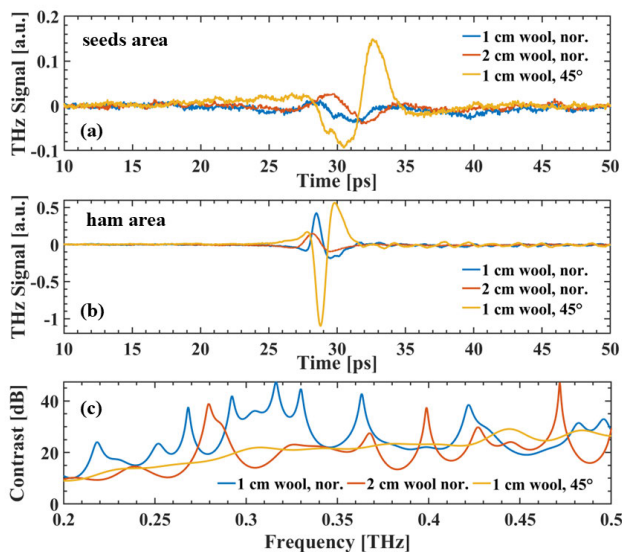 seeds area
1 cm wool, nor.
2 cm wool, nor.
1 cm wool, 45°
(a)
THz Signal [a.u.]
0.2
0.1
0
-0.1
10 15 20 25 30 35 40 45 50
Time [ps]
ham area
1 cm wool, nor.
2 cm wool, nor.
1 cm wool, 45°
(b)
THz Signal [a.u.]
0.5
0
-0.5
-1
10 15 20 25 30 35 40 45 50
Time [ps]
(c)
Contrast [dB]
40
20
0
1 cm wool, nor. 2 cm wool nor. 1 cm wool, 45°
0.2 0.25 0.3 0.35 0.4 0.45 0.5
Frequency [THz]